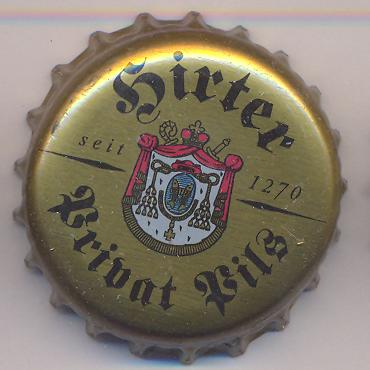 Hirter
seit 1270
Privat Pils